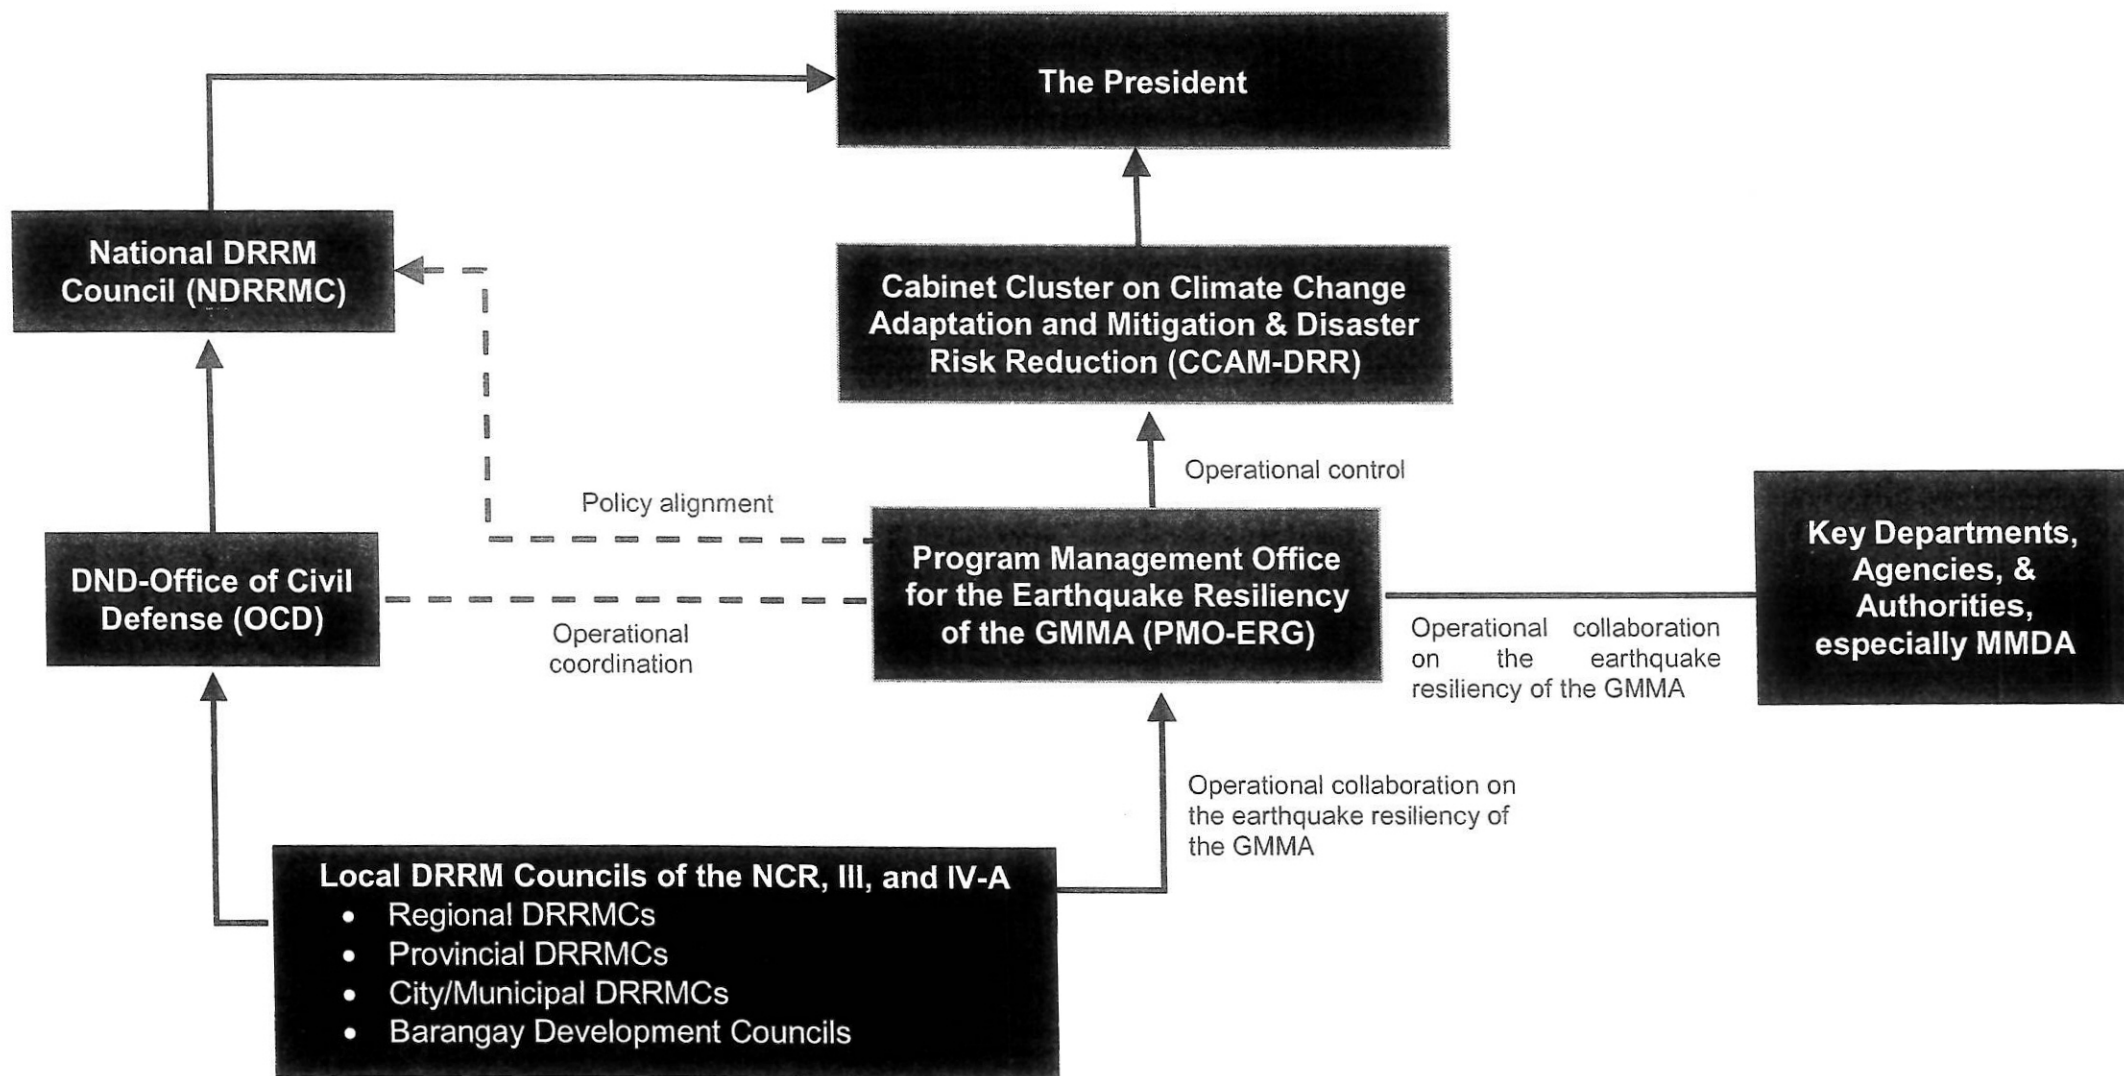 The President
National DRRM
Council (NDRRMC)
Cabinet Cluster on Climate Change
Adaptation and Mitigation & Disaster
Risk Reduction (CCAM-DRR)
Operational control
Policy alignment
DND-Office of Civil
Defense (OCD)
Operational
coordination
Program Management Office
for the Earthquake Resiliency
of the GMMA (PMO-ERG)
Operational collaboration
on the earthquake
resiliency of the GMMA
Key Departments,
Agencies, &
Authorities,
especially MMDA
Operational collaboration on
the earthquake resiliency of
the GMMA
Local DRRM Councils of the NCR, III, and IV-A
• Regional DRRMCs
• Provincial DRRMCs
• City/Municipal DRRMCs
• Barangay Development Councils